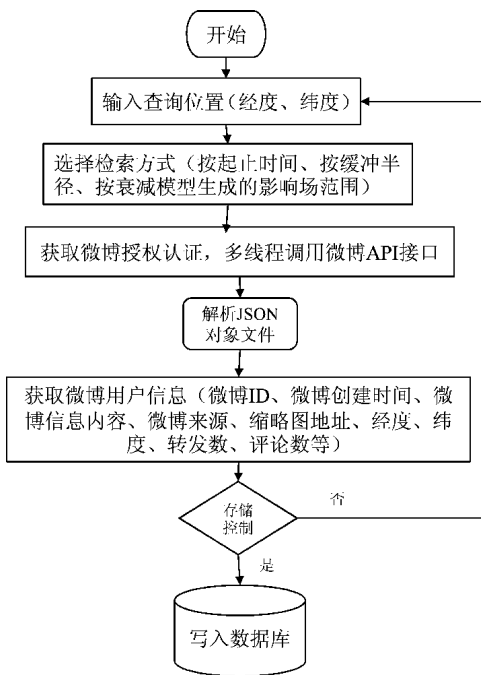 开始
输入查询位置（经度、纬度）
选择检索方式（按起止时间、按缓冲半
径、按衰减模型生成的影响场范围）
获取微博授权认证，多线程调用微博API接口
解析JSON
对象文件
获取微博用户信息（微博ID、微博创建时间、微
博信息内容、微博来源、缩略图地址、经度、纬
度、转发数、评论数等）
存储
控制
否
是
写入数据库